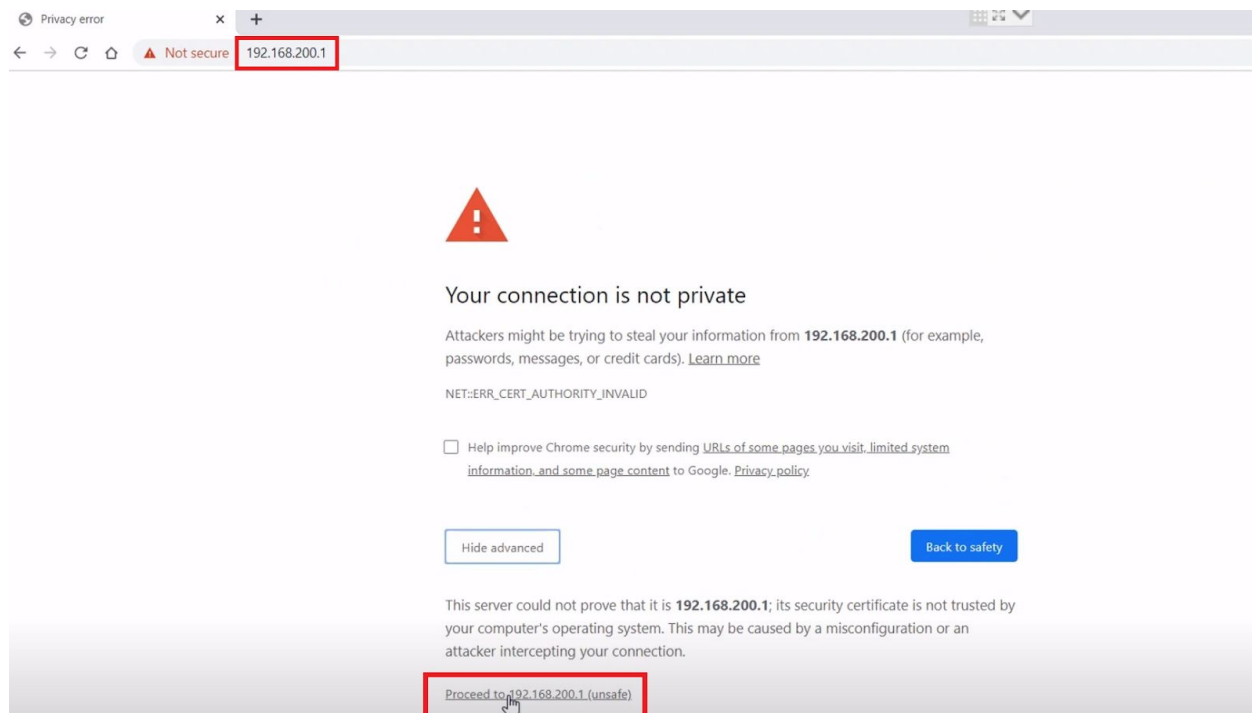 Privacy error
Not secure 192.168.200.1
Your connection is not private
Attackers might be trying to steal your information from 192.168.200.1 (for example,
passwords, messages, or credit cards). Learn more
NET::ERR_CERT_AUTHORITY_INVALID
Help improve Chrome security by sending URLs of some pages you visit, limited system
information, and some page content to Google. Privacy policy
Hide advanced
Back to safety
This server could not prove that it is 192.168.200.1; its security certificate is not trusted by
your computer's operating system. This may be caused by a misconfiguration or an
attacker intercepting your connection.
Proceed to 192.168.200.1 (unsafe)